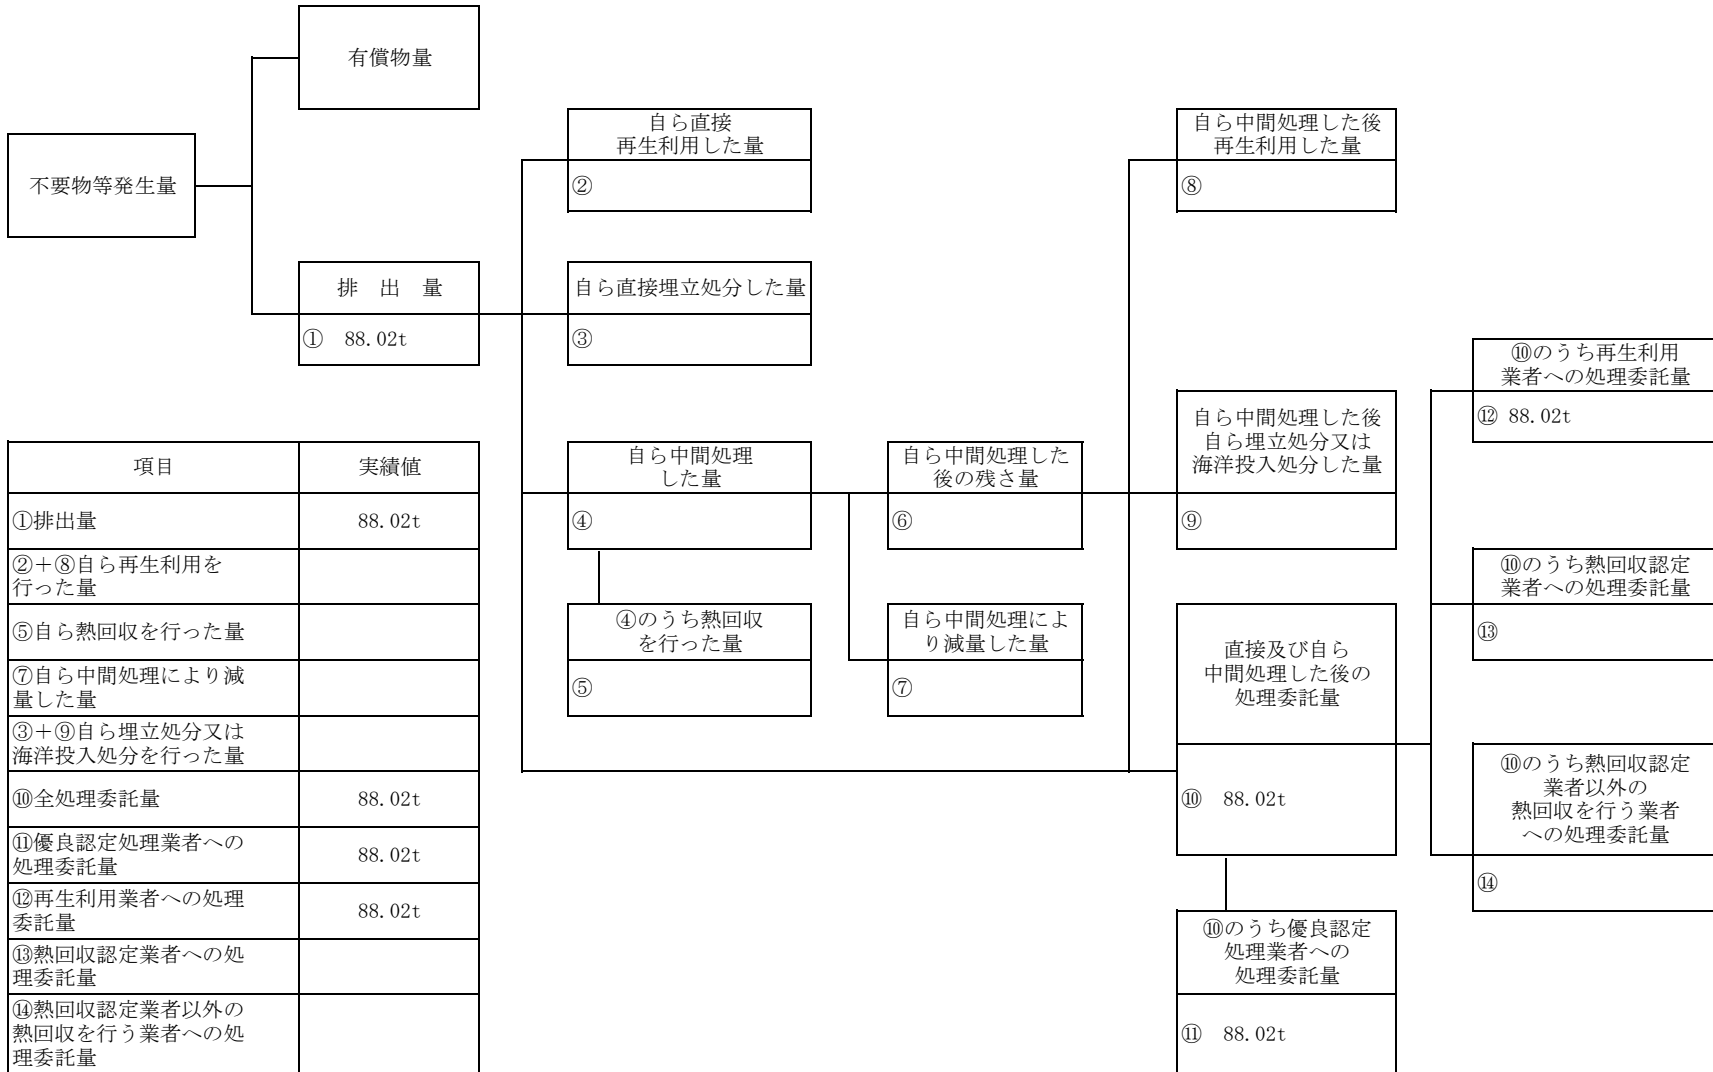 有償物量
不要物等発生量
排 出 量
① 88.02t
自ら直接
再生利用した量
②
自ら直接埋立処分した量
③
自ら中間処理
した量
④
④のうち熱回収
を行った量
⑤
自ら中間処理した
後の残さ量
⑥
自ら中間処理によ
り減量した量
⑦
自ら中間処理した後
再生利用した量
⑧
自ら中間処理した後
自ら埋立処分又は
海洋投入処分した量
⑨
直接及び自ら
中間処理した後の
処理委託量
⑩ 88.02t
⑩のうち優良認定
処理業者への
処理委託量
⑪ 88.02t
⑩のうち再生利用
業者への処理委託量
⑫ 88.02t
⑩のうち熱回収認定
業者への処理委託量
⑬
⑩のうち熱回収認定
業者以外の
熱回収を行う業者
への処理委託量
⑭
項目 実績値
①排出量 88.02t
②+⑧自ら再生利用を
行った量
⑤自ら熱回収を行った量
⑦自ら中間処理により減
量した量
③+⑨自ら埋立処分又は
海洋投入処分を行った量
⑩全処理委託量 88.02t
⑪優良認定処理業者への
処理委託量 88.02t
⑫再生利用業者への処理
委託量 88.02t
⑬熱回収認定業者への処
理委託量
⑭熱回収認定業者以外の
熱回収を行う業者への処
理委託量